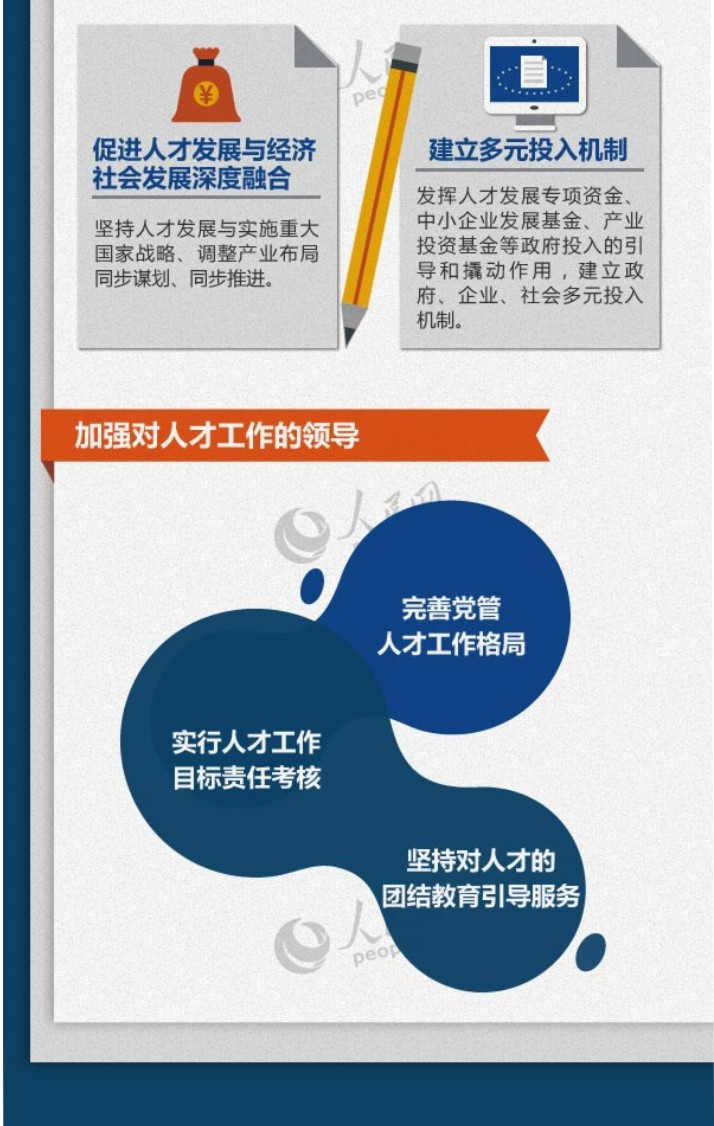 促进人才发展与经济
社会发展深度融合
坚持人才发展与实施重大
国家战略、调整产业布局
同步谋划、同步推进。
建立多元投入机制
发挥人才发展专项资金、
中小企业发展基金、产业
投资基金等政府投入的引
导和撬动作用，建立政
府、企业、社会多元投入
机制。
加强对人才工作的领导
人民网
完善党管
人才工作格局
实行人才工作
目标责任考核
坚持对人才的
团结教育引导服务